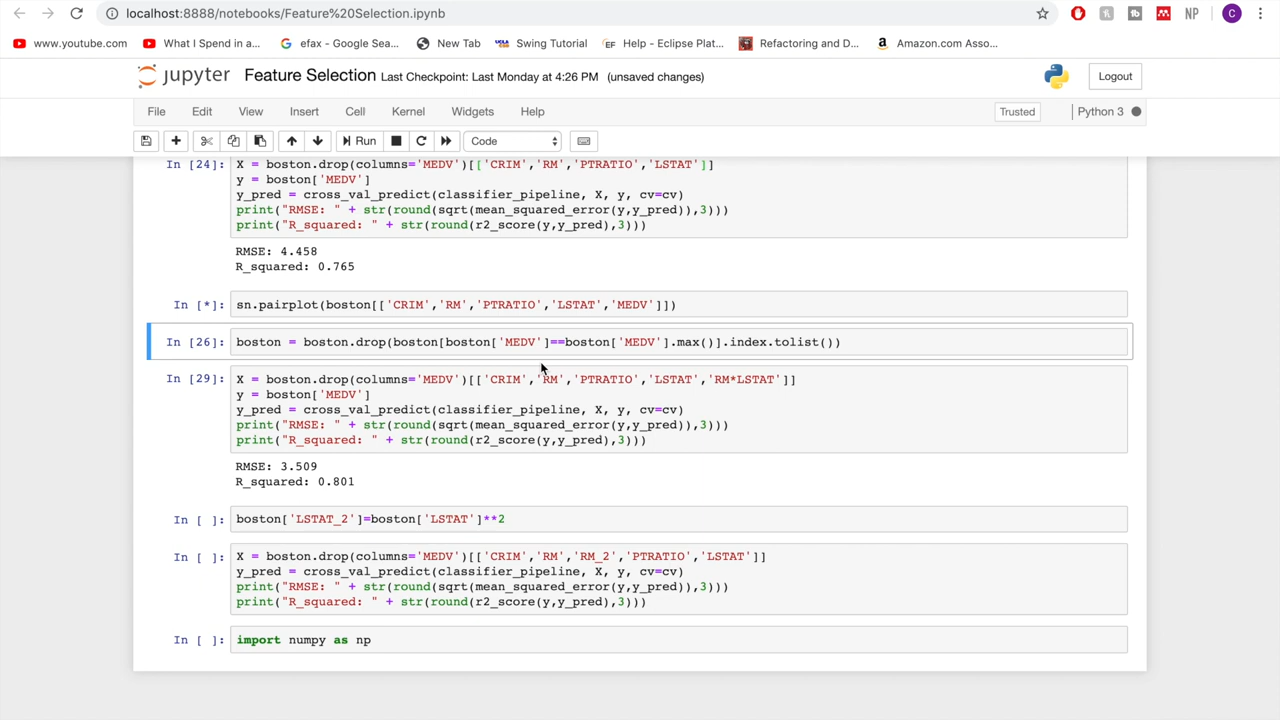 localhost:8888/notebooks/Feature%20Selection.ipynb
NP C
www.youtube.com What I Spend in a... efax - Google Sea... New Tab UCLA CS Swing Tutorial EF Help - Eclipse Plat... Refactoring and D... a Amazon.com Asso...
jupyter Feature Selection Last Checkpoint: Last Monday at 4:26 PM (unsaved changes) Logout
File Edit View Insert Cell Kernel Widgets Help Trusted Python 3
Run Code
In [24]: X = boston.drop(columns='MEDV')[['CRIM','RM','PTRATIO','LSTAT']]
y = boston['MEDV']
y_pred = cross_val_predict(classifier_pipeline, X, y, cv=cv)
print("RMSE: " + str(round(sqrt(mean_squared_error(y,y_pred)),3)))
print("R_squared: " + str(round(r2_score(y,y_pred),3)))
RMSE: 4.458
R_squared: 0.765
In [*]: sn.pairplot(boston[['CRIM','RM','PTRATIO','LSTAT','MEDV']])
In [26]: boston = boston.drop(boston[boston['MEDV']==boston['MEDV'].max()].index.tolist())
In [29]: X = boston.drop(columns='MEDV')[['CRIM','RM','PTRATIO','LSTAT','RM*LSTAT']]
y = boston['MEDV']
y_pred = cross_val_predict(classifier_pipeline, X, y, cv=cv)
print("RMSE: " + str(round(sqrt(mean_squared_error(y,y_pred)),3)))
print("R_squared: " + str(round(r2_score(y,y_pred),3)))
RMSE: 3.509
R_squared: 0.801
In [ ]: boston['LSTAT_2']=boston['LSTAT']**2
In [ ]: X = boston.drop(columns='MEDV')[['CRIM','RM','RM_2','PTRATIO','LSTAT']]
y_pred = cross_val_predict(classifier_pipeline, X, y, cv=cv)
print("RMSE: " + str(round(sqrt(mean_squared_error(y,y_pred)),3)))
print("R_squared: " + str(round(r2_score(y,y_pred),3)))
In [ ]: import numpy as np